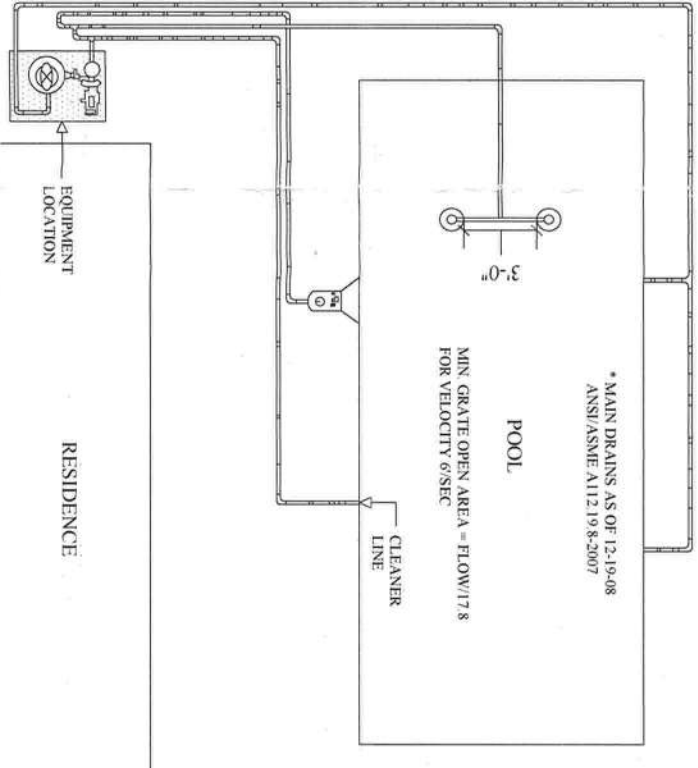 * MAIN DRAINS AS OF 12-19-08
ANSI/ASME A112.19.8-2007
POOL
MIN. GRATE OPEN AREA = FLOW/17.8
FOR VELOCITY 6'/SEC
3'-0"
CLEANER
LINE
EQUIPMENT
LOCATION
RESIDENCE